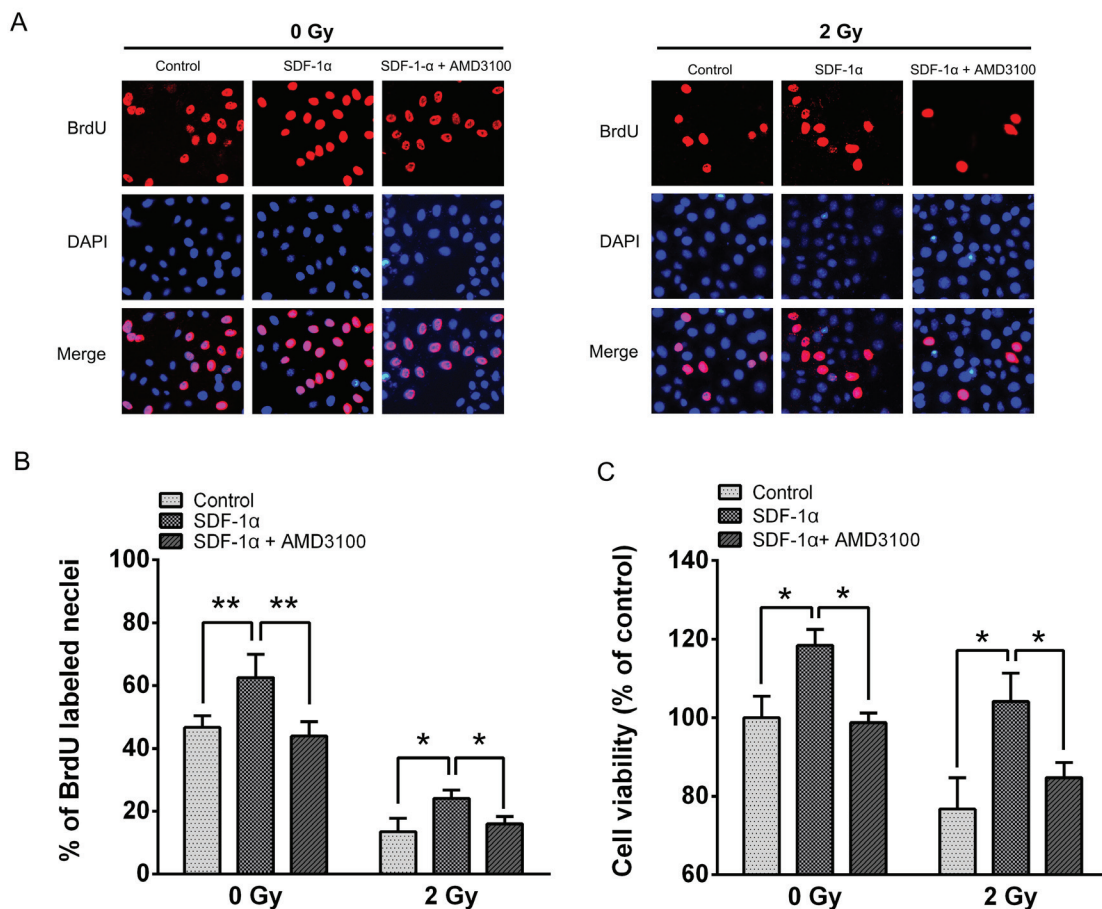 A
0 Gy
2 Gy
Control SDF-1α SDF-1-α + AMD3100
Control SDF-1α SDF-1α + AMD3100
BrdU
BrdU
DAPI
DAPI
Merge
Merge
B
Control
SDF-1α
SDF-1α + AMD3100
% of BrdU labeled neclei
100
80
60
40
20
0
** **
* *
0 Gy 2 Gy
C
Control
SDF-1α
SDF-1α+ AMD3100
Cell viability (% of control)
140
120
100
80
60
* *
* *
0 Gy 2 Gy